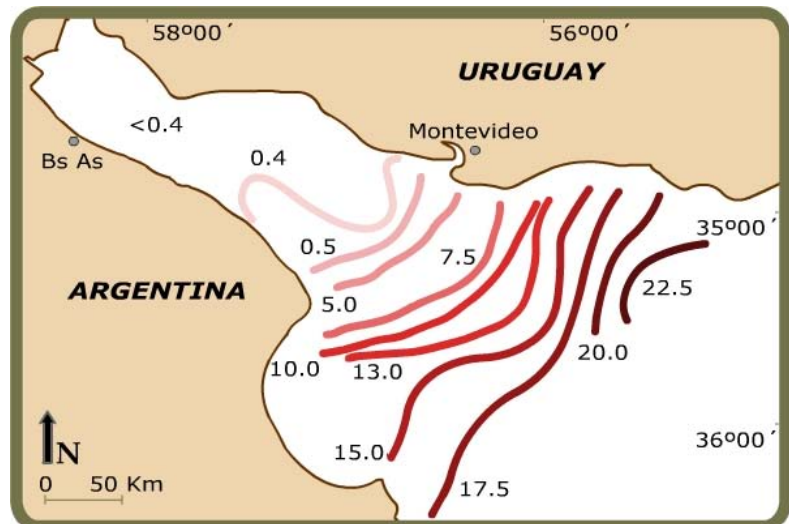 58º00´
56º00´
URUGUAY
<0.4
Montevideo
Bs As
0.4
35º00´
0.5
7.5
ARGENTINA
22.5
5.0
20.0
10.0
13.0
36º00´
15.0
N
0 50 Km
17.5